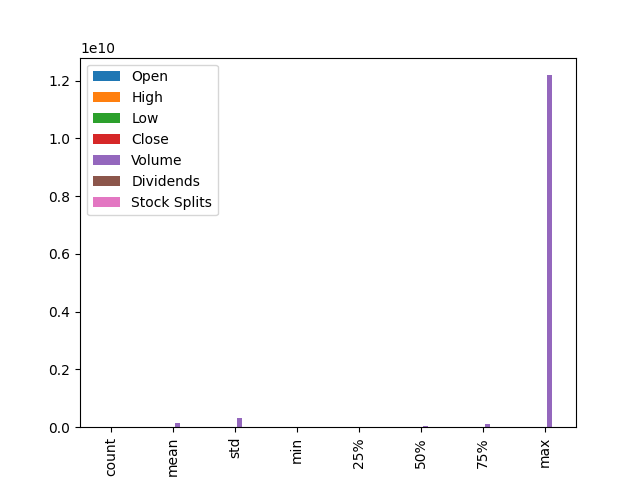 1e10
Open
High
Low
Close
Volume
Dividends
Stock Splits
1.2
1.0
0.8
0.6
0.4
0.2
0.0
count
mean
std
min
25%
50%
75%
max